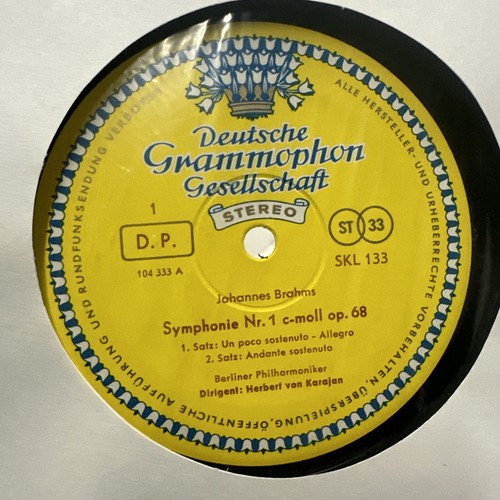 Deutsche
Grammophon
Gesellschaft
STEREO
1
D. P.
104 333 A
ST 33
SKL 133
Johannes Brahms
Symphonie Nr. 1 c-moll op. 68
1. Satz: Un poco sostenuto - Allegro
2. Satz: Andante sostenuto
Berliner Philharmoniker
Dirigent: Herbert von Karajan
ALLE HERSTELLER- UND URHEBERRECHTE VORBEHALTEN. ÜBERSPIELUNG, ÖFFENTLICHE AUFFÜHRUNG UND RUNDFUNKSENDUNG VERBOTEN